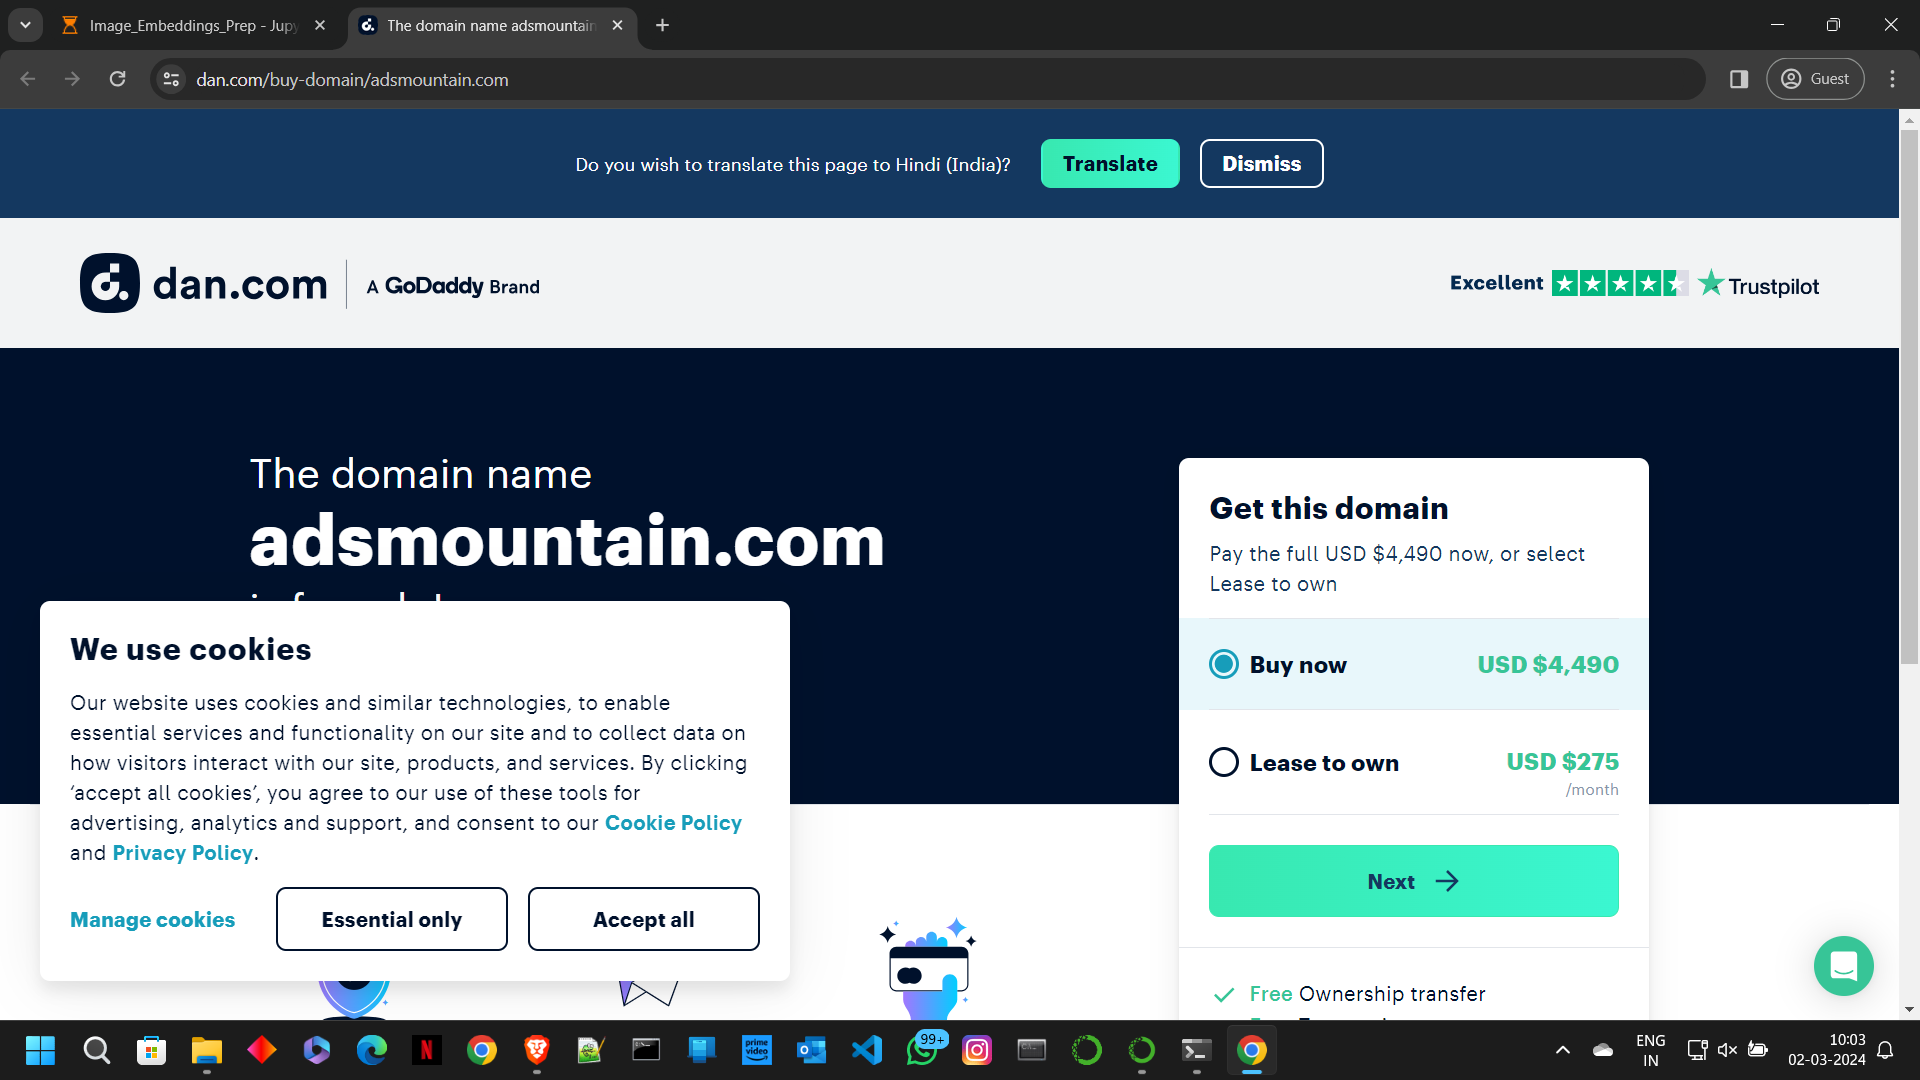 Image_Embeddings_Prep - Jupy
The domain name adsmountain
dan.com/buy-domain/adsmountain.com
Guest
Do you wish to translate this page to Hindi (India)?
Translate
Dismiss
dan.com
A GoDaddy Brand
Excellent
Trustpilot
The domain name
adsmountain.com
Get this domain
Pay the full USD $4,490 now, or select
Lease to own
Buy now
USD $4,490
Lease to own
USD $275
/month
Next
Free Ownership transfer
We use cookies
Our website uses cookies and similar technologies, to enable
essential services and functionality on our site and to collect data on
how visitors interact with our site, products, and services. By clicking
‘accept all cookies’, you agree to our use of these tools for
advertising, analytics and support, and consent to our Cookie Policy
and Privacy Policy.
Manage cookies
Essential only
Accept all
prime video
99+
ENG
IN
10:03
02-03-2024